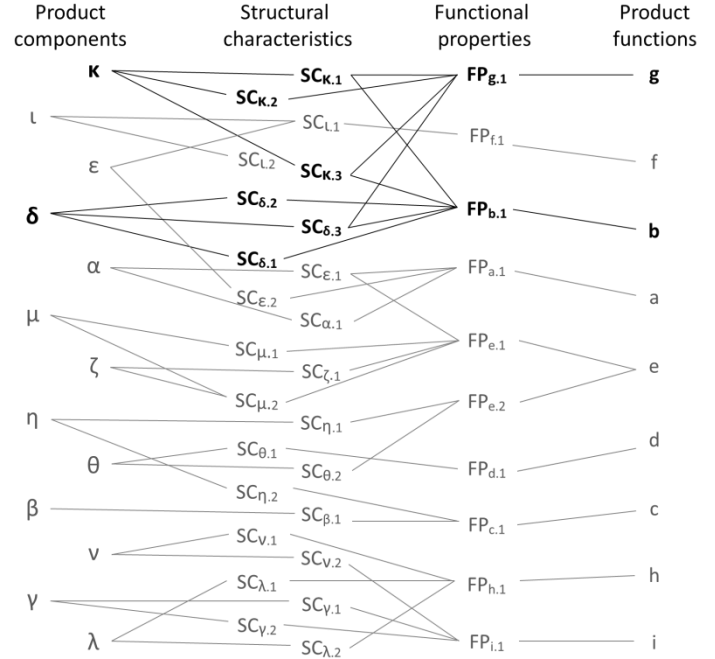 Product components
Structural characteristics
Functional properties
Product functions
κ
SCκ.1
FPg.1
g
SCκ.2
ι
SCι.1
FPf.1
f
SCι.2
ε
SCκ.3
δ
SCδ.2
FPb.1
b
SCδ.3
SCδ.1
α
SCε.1
FPa.1
a
SCε.2
SCα.1
μ
SCμ.1
FPe.1
e
ζ
SCζ.1
SCμ.2
FPe.2
η
SCη.1
SCθ.1
d
θ
SCθ.2
FPd.1
SCη.2
β
SCβ.1
FPc.1
c
SCν.1
ν
SCν.2
h
SCλ.1
FPh.1
γ
SCγ.1
SCγ.2
λ
SCλ.2
FPi.1
i